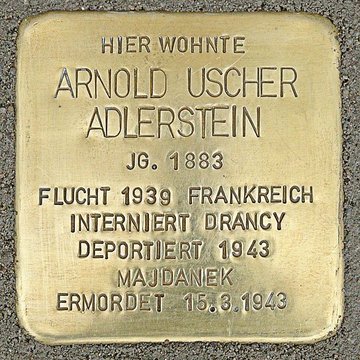 HIER WOHNTE
ARNOLD USCHER
ADLERSTEIN
JG. 1883
FLUCHT 1939 FRANKREICH
INTERNIERT DRANCY
DEPORTIERT 1943
MAJDANEK
ERMORDET 15.3.1943